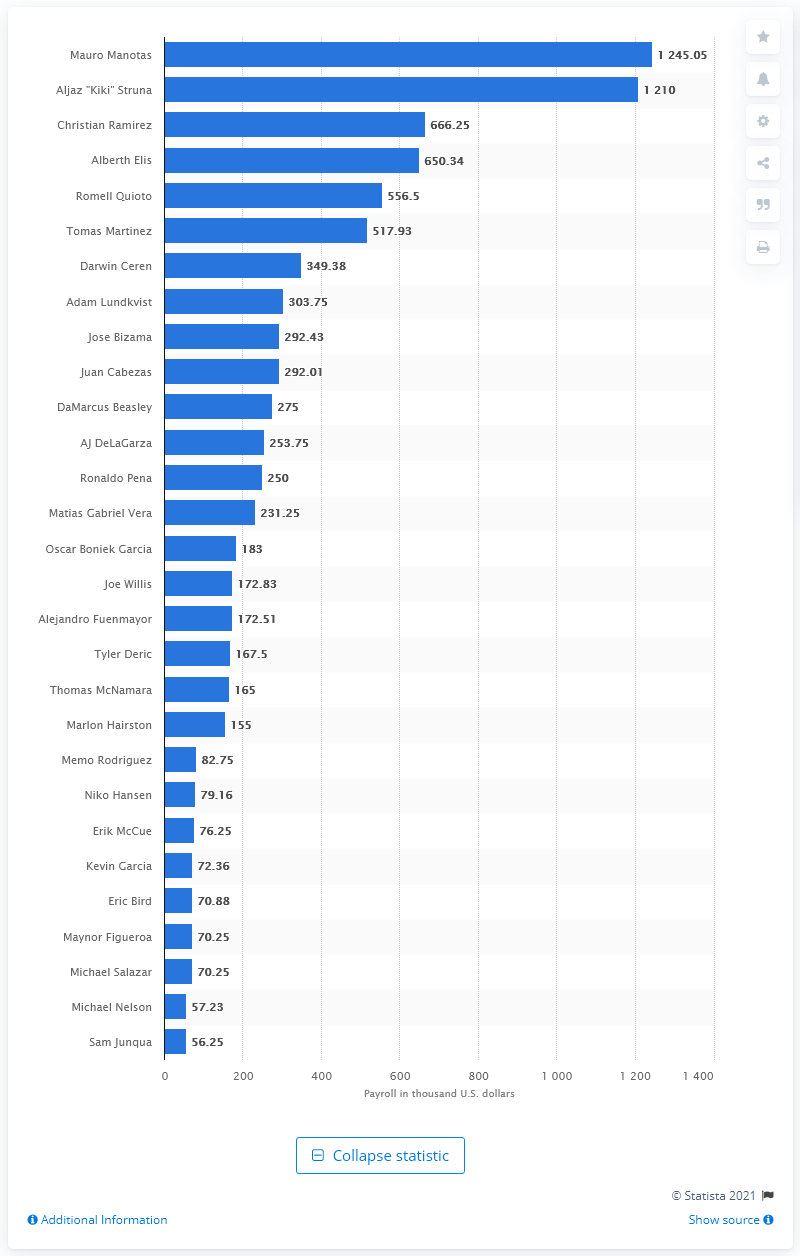 Mauro Manotas 1 245.05
Aljaz "Kiki" Struna 1 210
Christian Ramirez 666.25
Alberth Elis 650.34
Romell Quioto 556.5
Tomas Martinez 517.93
Darwin Ceren 349.38
Adam Lundkvist 303.75
Jose Bizama 292.43
Juan Cabezas 292.01
DaMarcus Beasley 275
AJ DeLaGarza 253.75
Ronaldo Pena 250
Matias Gabriel Vera 231.25
Oscar Boniek Garcia 183
Joe Willis 172.83
Alejandro Fuenmayor 172.51
Tyler Deric 167.5
Thomas McNamara 165
Marlon Hairston 155
Memo Rodriguez 82.75
Niko Hansen 79.16
Erik McCue 76.25
Kevin Garcia 72.36
Eric Bird 70.88
Maynor Figueroa 70.25
Michael Salazar 70.25
Michael Nelson 57.23
Sam Junqua 56.25
0 200 400 600 800 1 000 1 200 1 400
Payroll in thousand U.S. dollars
Collapse statistic
© Statista 2021
Additional Information Show source